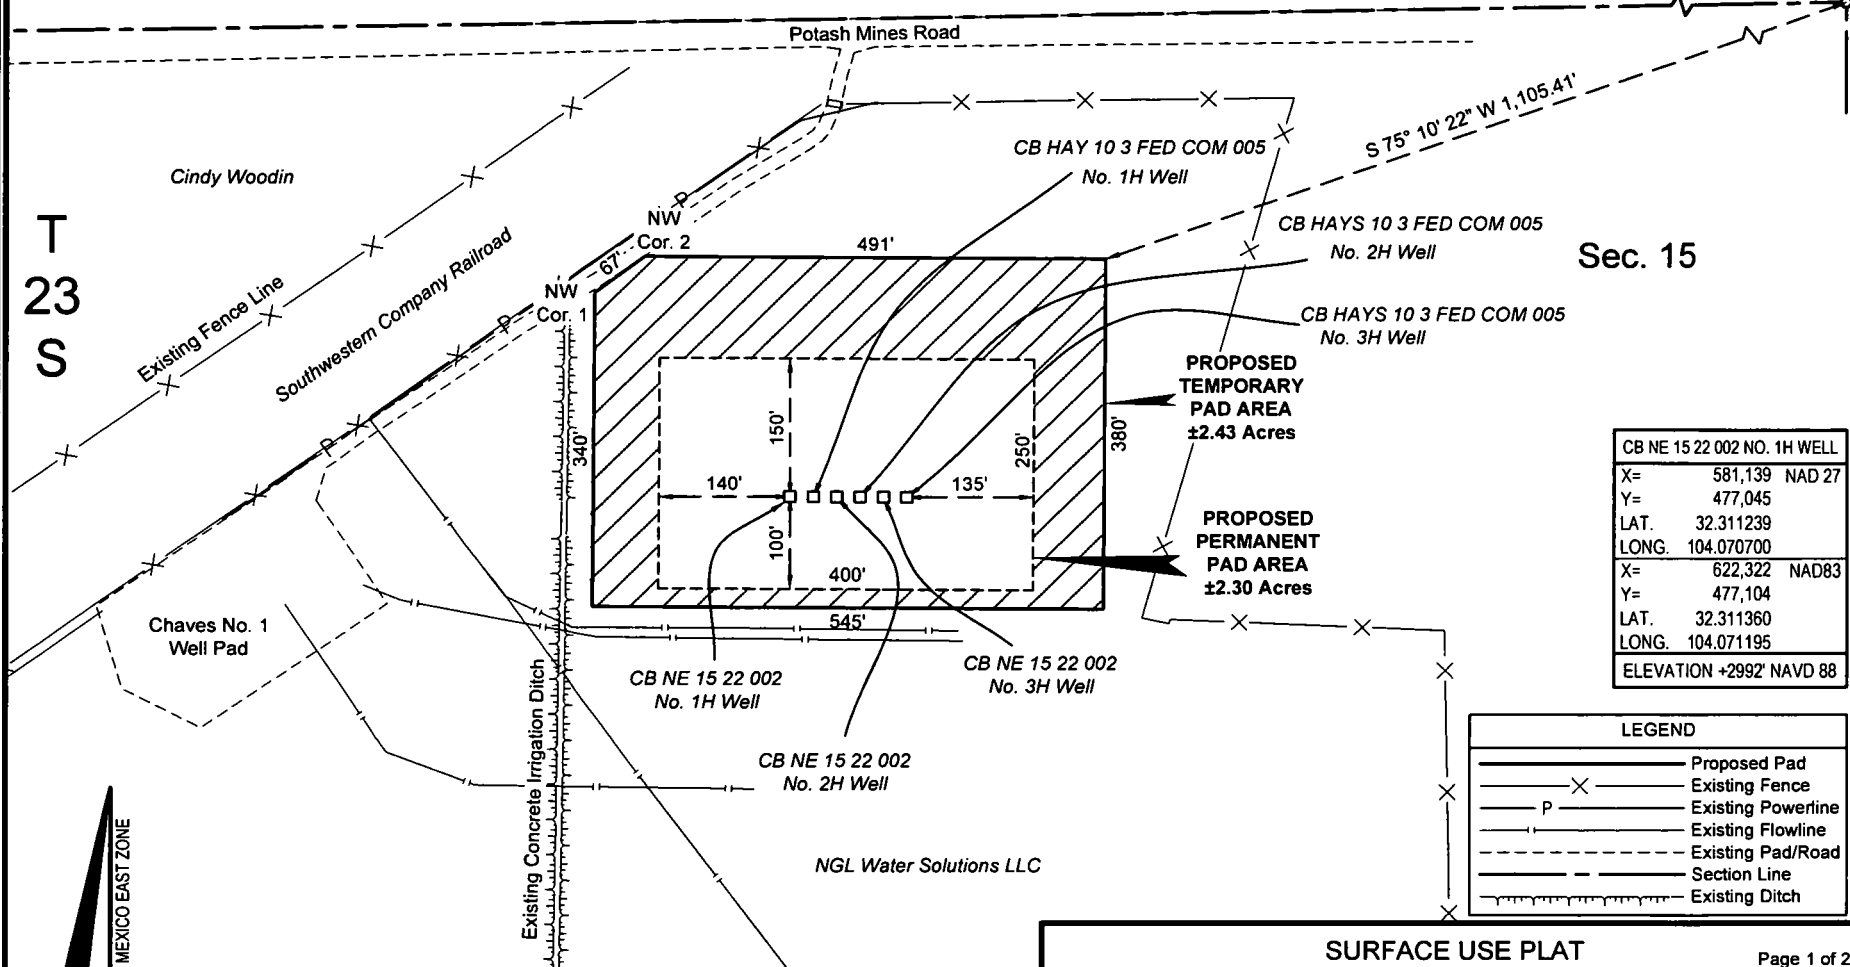 Potash Mines Road
S 75° 10' 22" W 1,105.41'
CB HAY 10 3 FED COM 005
No. 1H Well
Cindy Woodin
T
23
S
NW
Cor. 2
491'
CB HAYS 10 3 FED COM 005
No. 2H Well
Sec. 15
67'
NW
Cor. 1
Existing Fence Line
Southwestern Company Railroad
P
P
P
CB HAYS 10 3 FED COM 005
No. 3H Well
PROPOSED
TEMPORARY
PAD AREA
±2.43 Acres
340'
150'
250'
380'
140'
135'
100'
400'
545'
PROPOSED
PERMANENT
PAD AREA
±2.30 Acres
CB NE 15 22 002 NO. 1H WELL
X= 581,139 NAD 27
Y= 477,045
LAT. 32.311239
LONG. 104.070700
X= 622,322 NAD83
Y= 477,104
LAT. 32.311360
LONG. 104.071195
ELEVATION +2992' NAVD 88
Chaves No. 1
Well Pad
CB NE 15 22 002
No. 1H Well
CB NE 15 22 002
No. 3H Well
CB NE 15 22 002
No. 2H Well
Existing Concrete Irrigation Ditch
NGL Water Solutions LLC
MEXICO EAST ZONE
LEGEND
Proposed Pad
Existing Fence
P Existing Powerline
Existing Flowline
Existing Pad/Road
Section Line
Existing Ditch
SURFACE USE PLAT
Page 1 of 2